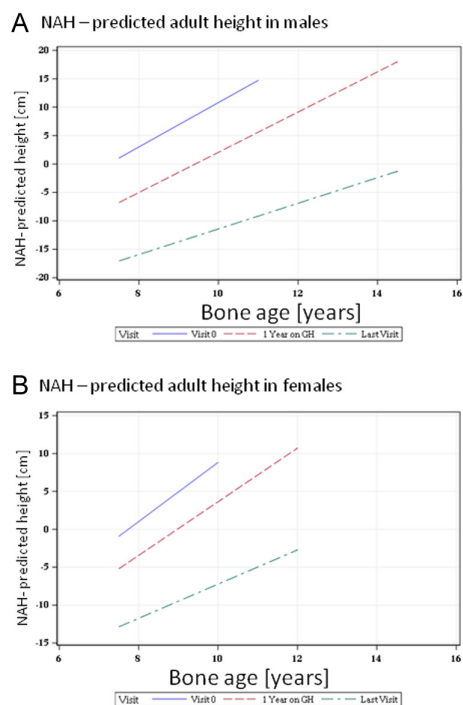 A NAH – predicted adult height in males
NAH- predicted height [cm]
20
15
10
5
0
-5
-10
-15
-20
6 8 10 12 14 16
Bone age [years]
Visit Visit 0 1 Year on GH Last Visit
B NAH – predicted adult height in females
NAH- predicted height [cm]
15
10
5
0
-5
-10
-15
6 8 10 12 14 16
Bone age [years]
Visit Visit 0 1 Year on GH Last Visit